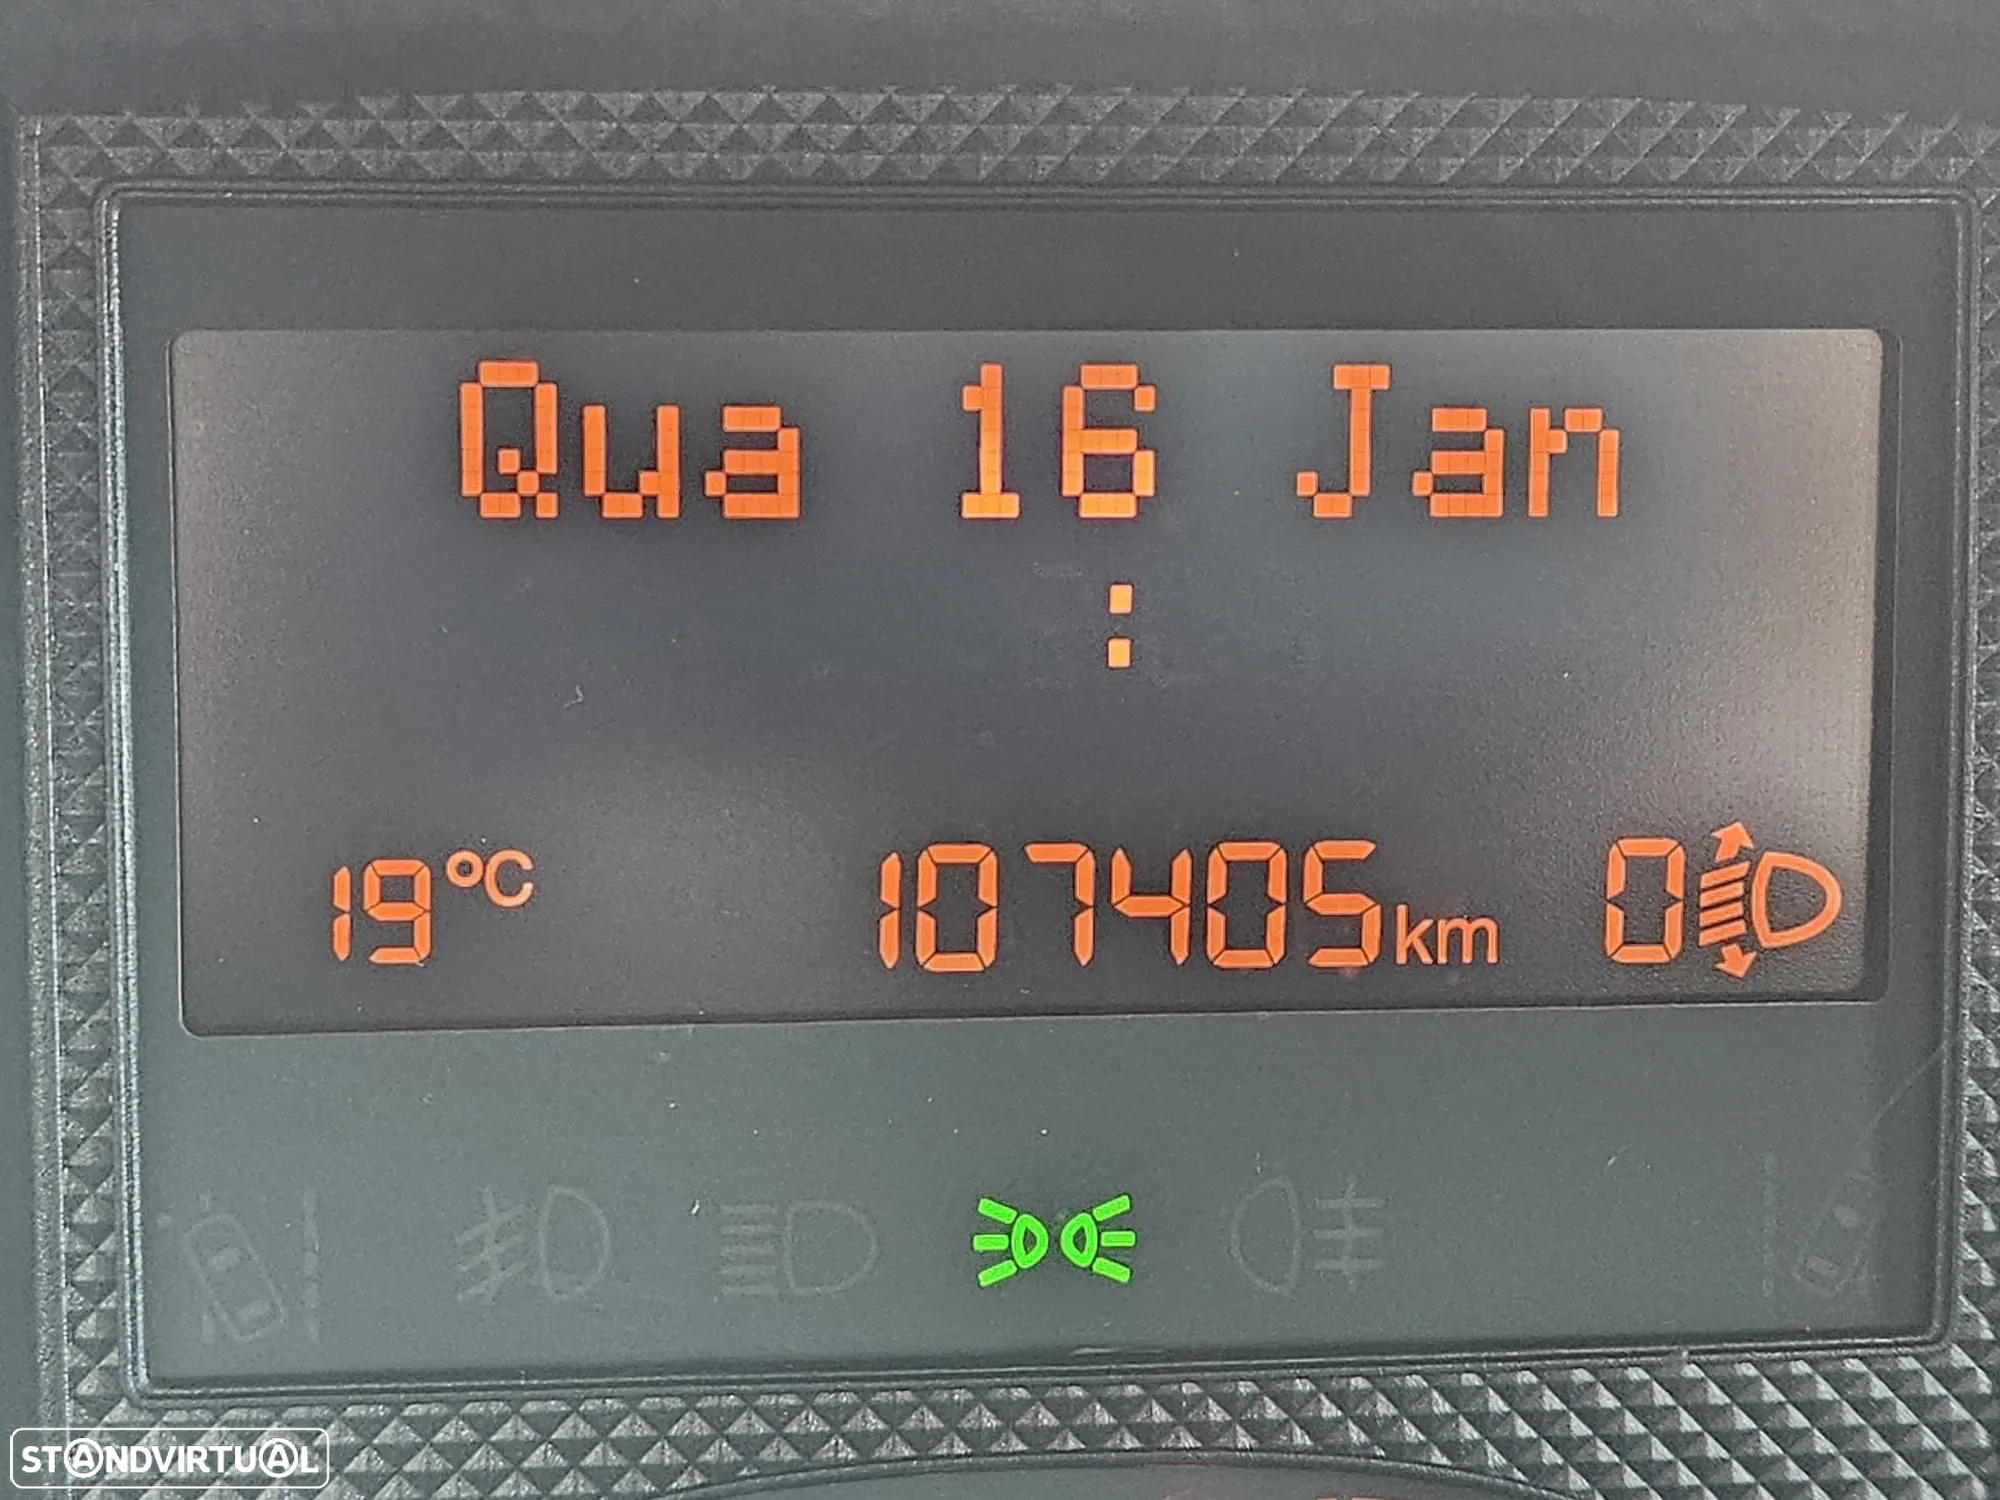 Qua 16 Jan
:
19°C 107405km 0
STANDVIRTUAL